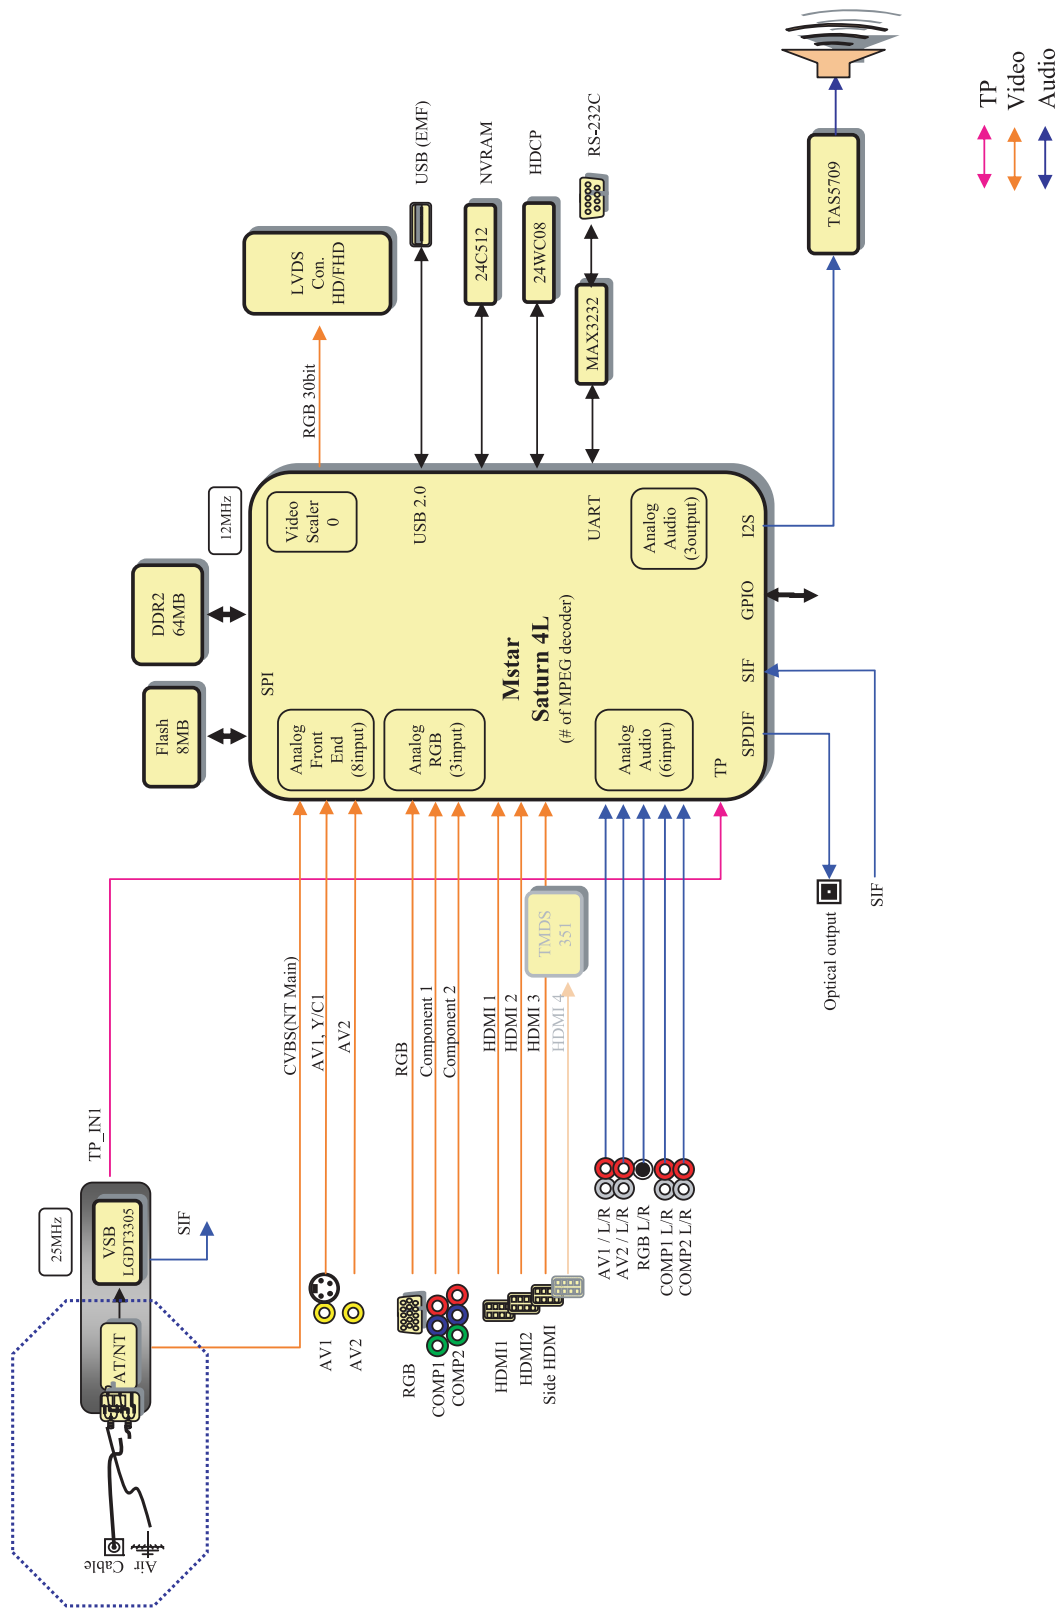 Cable
Air
AT/NT
VSB
LGDT3305
25MHz
SIF
TP_IN1
CVBS(NT Main)
AV1, Y/C1
AV2
RGB
Component 1
Component 2
HDMI 1
HDMI 2
HDMI 3
HDMI 4
TMDS
351
AV1
AV2
RGB
COMP1
COMP2
HDMI1
HDMI2
Side HDMI
AV1 / L/R
AV2 / L/R
RGB L/R
COMP1 L/R
COMP2 L/R
Flash
8MB
DDR2
64MB
12MHz
SPI
Analog
Front
End
(8input)
Analog
RGB
(3input)
Analog
Audio
(6input)
TP
Video
Scaler
0
USB 2.0
UART
Analog
Audio
(3output)
Mstar
Saturn 4L
(# of MPEG decoder)
SPDIF
SIF
GPIO
I2S
Optical output
SIF
RGB 30bit
LVDS
Con.
HD/FHD
USB (EMF)
24C512
NVRAM
24WC08
HDCP
MAX3232
RS-232C
TAS5709
TP
Video
Audio